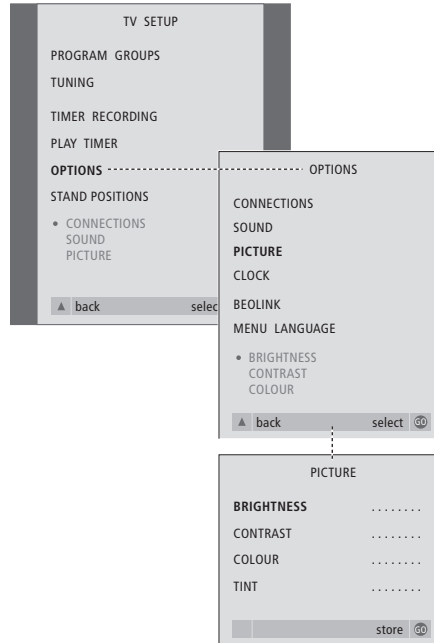 TV SETUP
PROGRAM GROUPS
TUNING
TIMER RECORDING
PLAY TIMER
OPTIONS
STAND POSITIONS
• CONNECTIONS
SOUND
PICTURE
▲ back selec
OPTIONS
CONNECTIONS
SOUND
PICTURE
CLOCK
BEOLINK
MENU LANGUAGE
• BRIGHTNESS
CONTRAST
COLOUR
▲ back select GO
PICTURE
BRIGHTNESS ........
CONTRAST ........
COLOUR ........
TINT ........
store GO